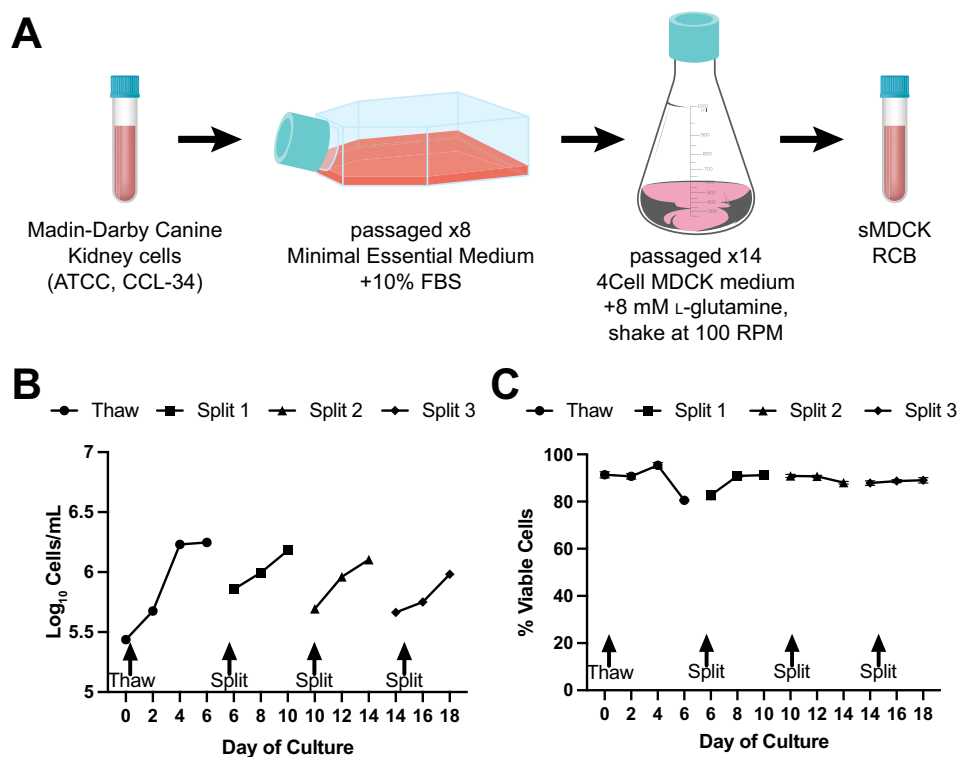 A
Madin-Darby Canine
Kidney cells
(ATCC, CCL-34)
passaged x8
Minimal Essential Medium
+10% FBS
1000
900
800
700
passaged x14
4Cell MDCK medium
+8 mM L-glutamine,
shake at 100 RPM
sMDCK
RCB
B
Thaw Split 1 Split 2 Split 3
Log10 Cells/mL
7
6.5
6
5.5
5
Thaw Split Split Split
0 2 4 6 6 8 10 10 12 14 14 16 18
Day of Culture
C
Thaw Split 1 Split 2 Split 3
% Viable Cells
100
80
60
40
20
0
Thaw Split Split Split
0 2 4 6 6 8 10 10 12 14 14 16 18
Day of Culture